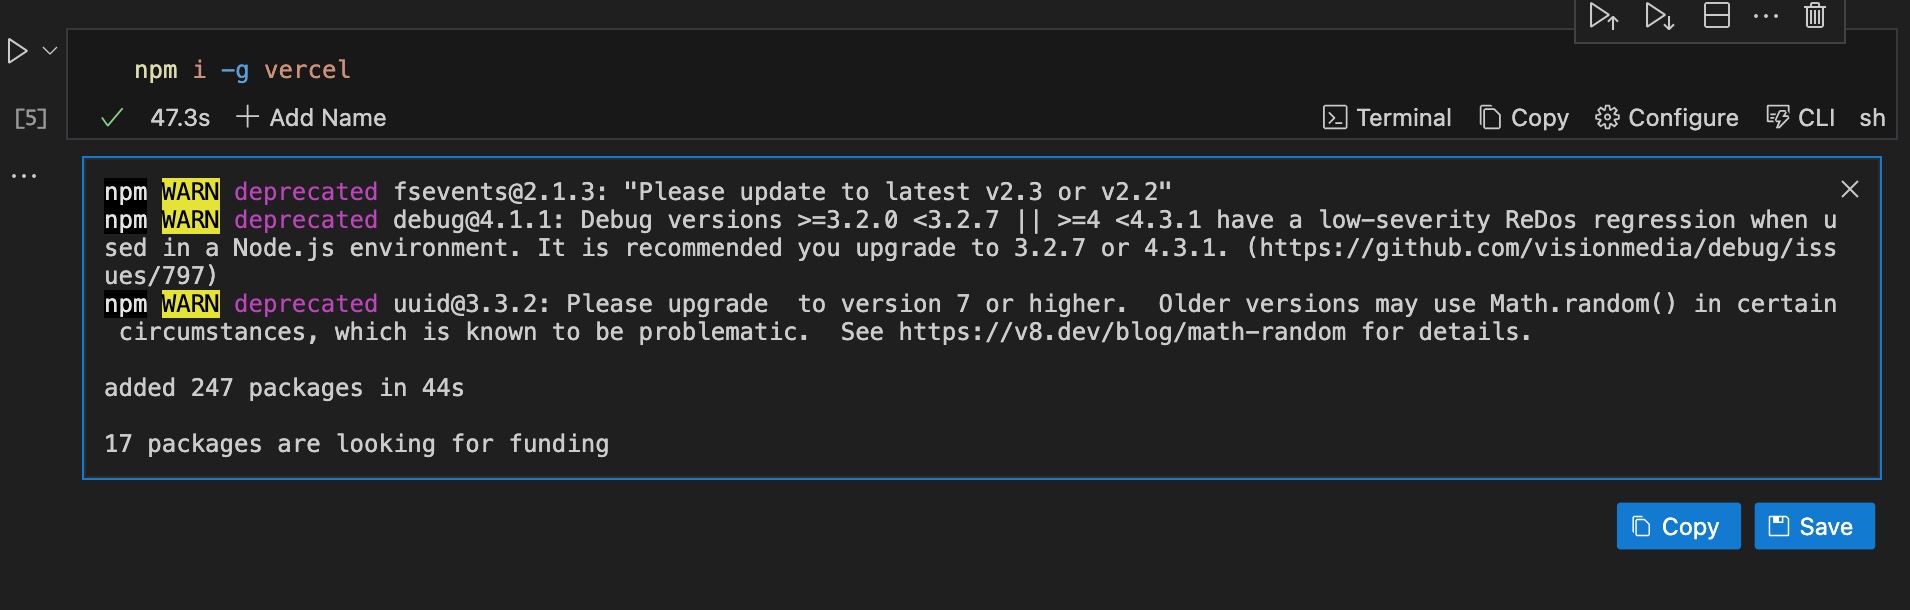 npm i -g vercel
[5]
47.3s
Add Name
Terminal
Copy
Configure
CLI
sh
npm WARN deprecated fsevents@2.1.3: "Please update to latest v2.3 or v2.2"
npm WARN deprecated debug@4.1.1: Debug versions >=3.2.0 <3.2.7 || >=4 <4.3.1 have a low-severity ReDos regression when u
sed in a Node.js environment. It is recommended you upgrade to 3.2.7 or 4.3.1. (https://github.com/visionmedia/debug/iss
ues/797)
npm WARN deprecated uuid@3.3.2: Please upgrade  to version 7 or higher.  Older versions may use Math.random() in certain
 circumstances, which is known to be problematic.  See https://v8.dev/blog/math-random for details.
added 247 packages in 44s
17 packages are looking for funding
Copy
Save